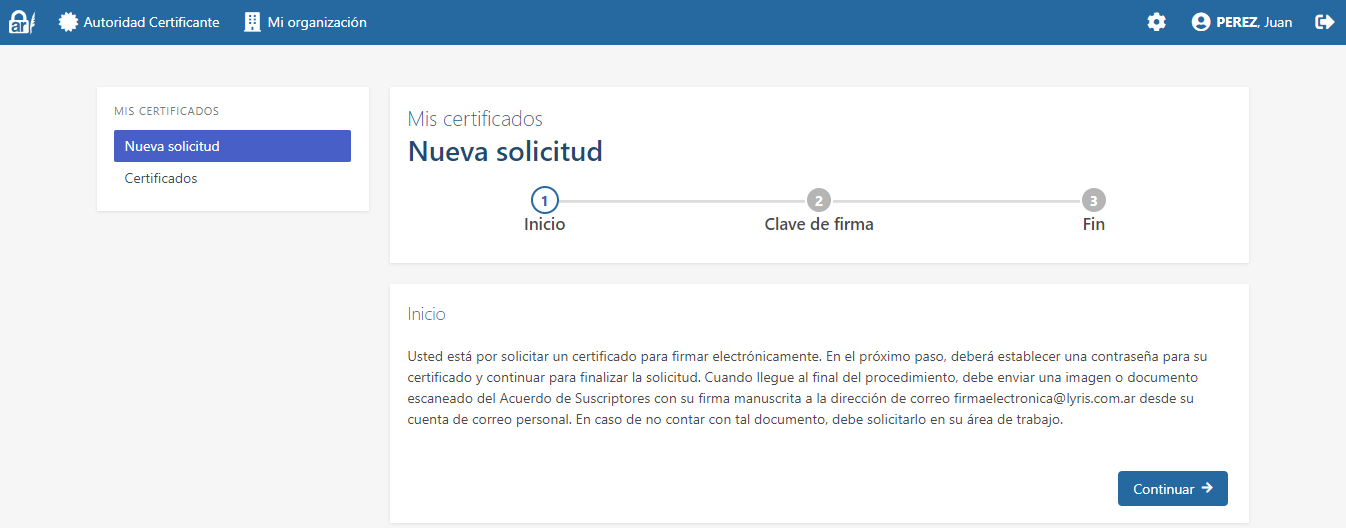 ar
Autoridad Certificante
Mi organización
PEREZ, Juan
MIS CERTIFICADOS
Nueva solicitud
Certificados
Mis certificados
Nueva solicitud
1
2
3
Inicio
Clave de firma
Fin
Inicio
Usted está por solicitar un certificado para firmar electrónicamente. En el próximo paso, deberá establecer una contraseña para su
certificado y continuar para finalizar la solicitud. Cuando llegue al final del procedimiento, debe enviar una imagen o documento
escaneado del Acuerdo de Suscriptores con su firma manuscrita a la dirección de correo firmaelectronica@lyris.com.ar desde su
cuenta de correo personal. En caso de no contar con tal documento, debe solicitarlo en su área de trabajo.
Continuar